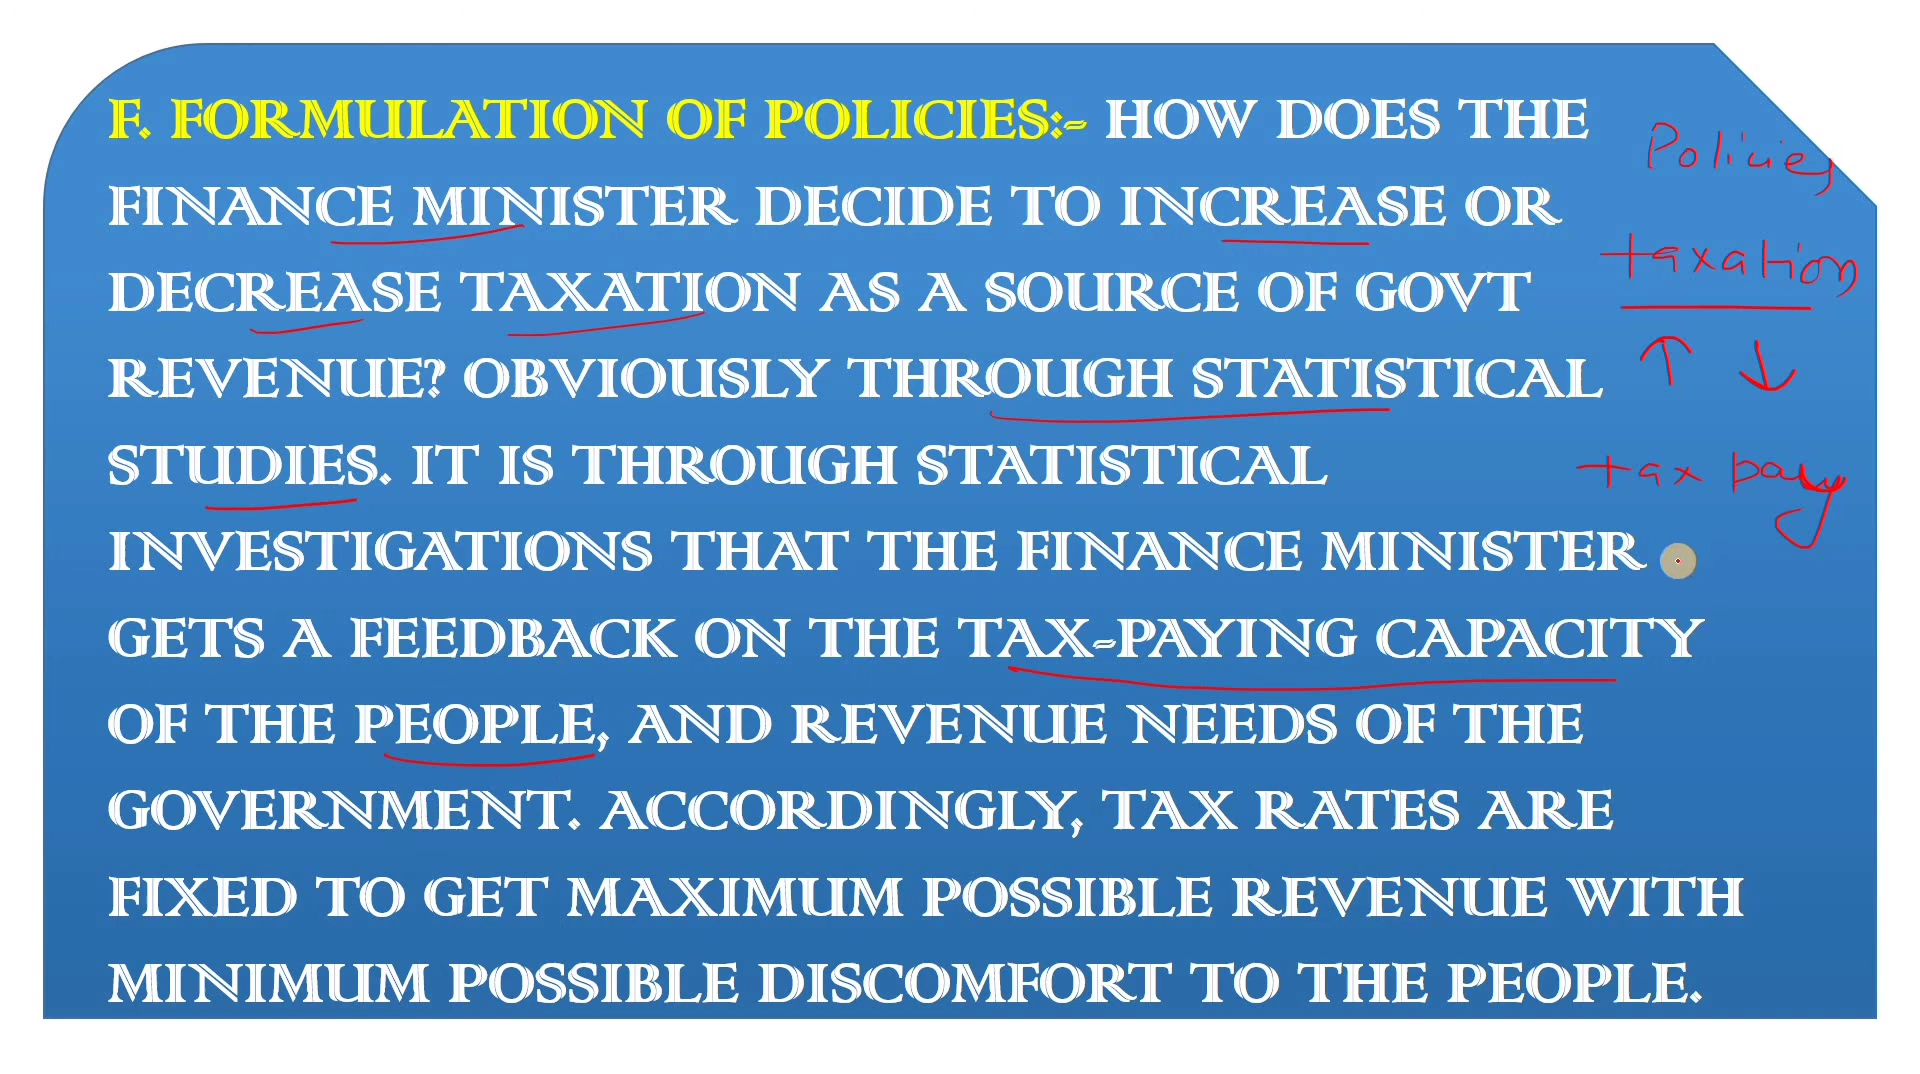 F. FORMULATION OF POLICIES:- HOW DOES THE
FINANCE MINISTER DECIDE TO INCREASE OR
DECREASE TAXATION AS A SOURCE OF GOVT
REVENUE? OBVIOUSLY THROUGH STATISTICAL
STUDIES. IT IS THROUGH STATISTICAL
INVESTIGATIONS THAT THE FINANCE MINISTER
GETS A FEEDBACK ON THE TAX-PAYING CAPACITY
OF THE PEOPLE, AND REVENUE NEEDS OF THE
GOVERNMENT. ACCORDINGLY, TAX RATES ARE
FIXED TO GET MAXIMUM POSSIBLE REVENUE WITH
MINIMUM POSSIBLE DISCOMFORT TO THE PEOPLE.
Policies
taxation
↑ ↓
tax pay